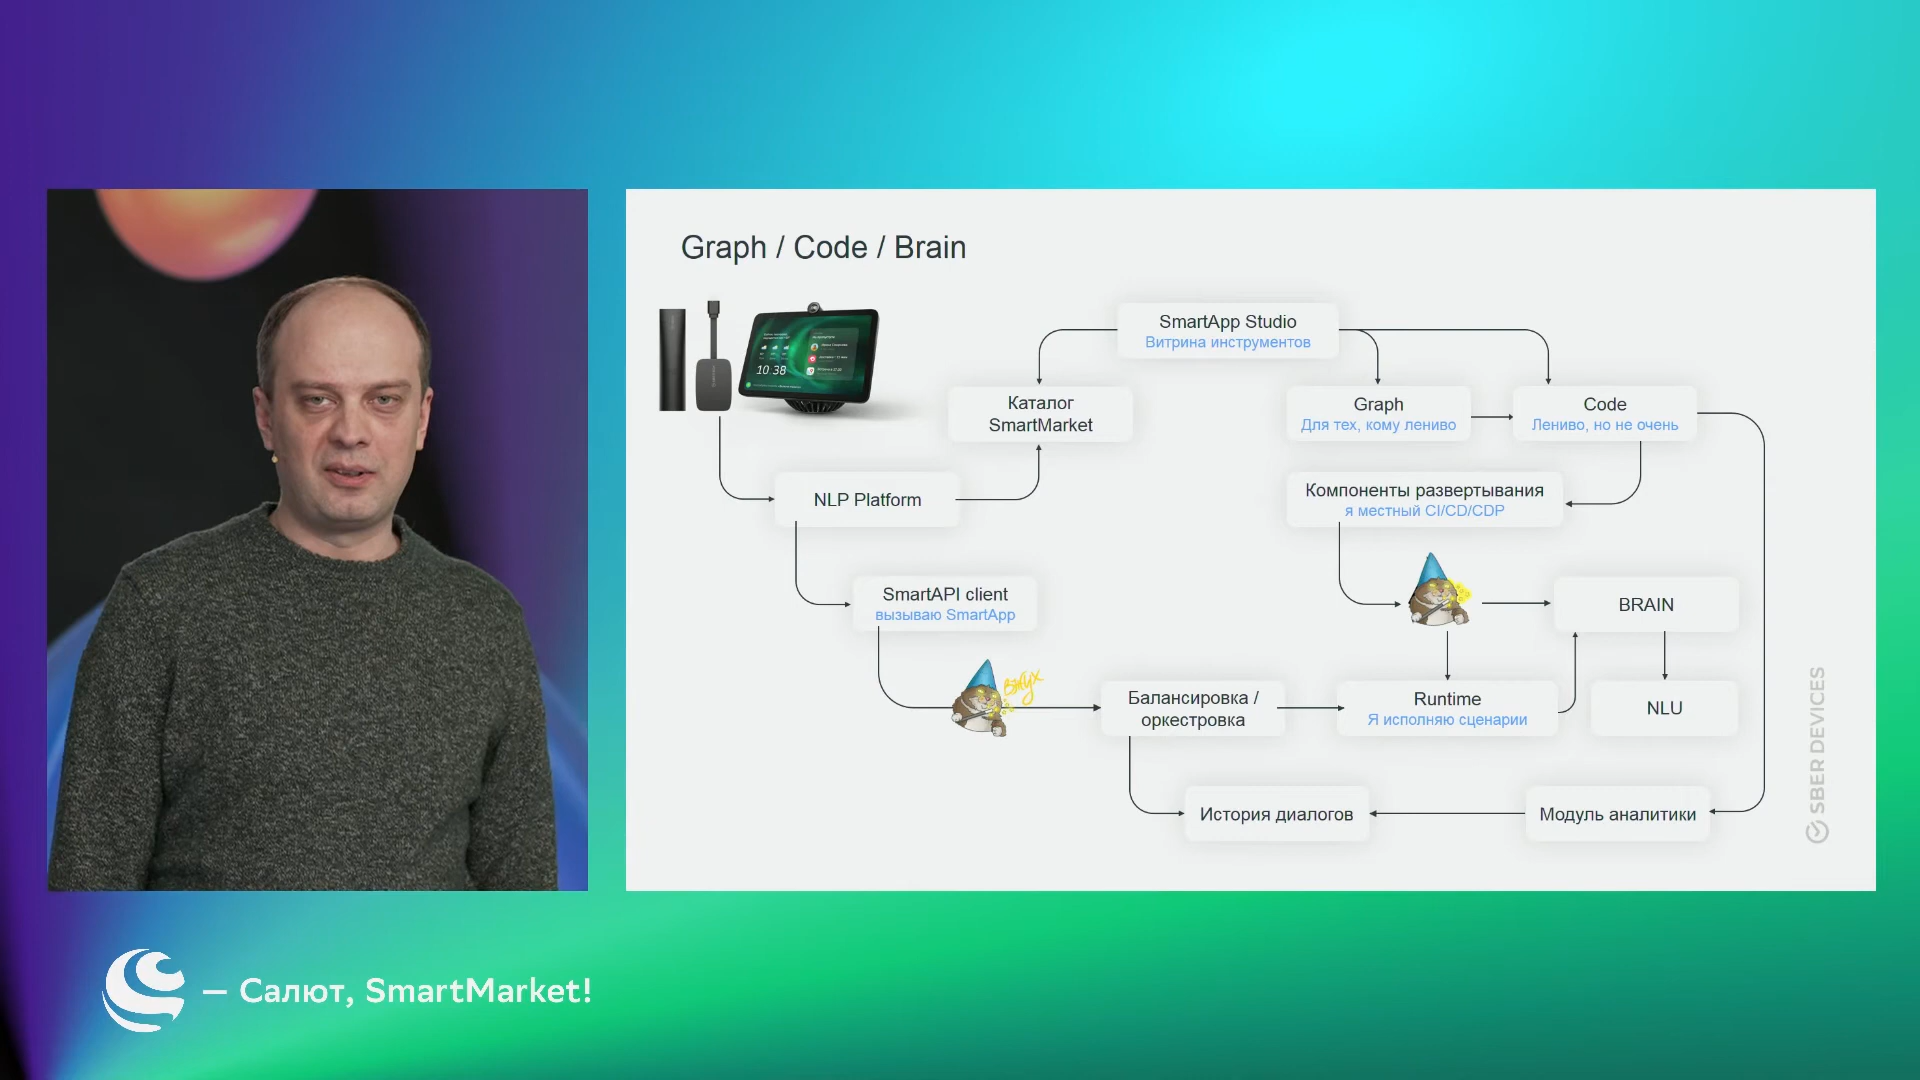 Graph / Code / Brain
10:38
SmartApp Studio
Витрина инструментов
Каталог
SmartMarket
Graph
Для тех, кому лениво
Code
Лениво, но не очень
NLP Platform
Компоненты развертывания
я местный CI/CD/CDP
SmartAPI client
вызываю SmartApp
BRAIN
вжух
Балансировка /
оркестровка
Runtime
Я исполняю сценарии
NLU
История диалогов
Модуль аналитики
SBER DEVICES
— Салют, SmartMarket!